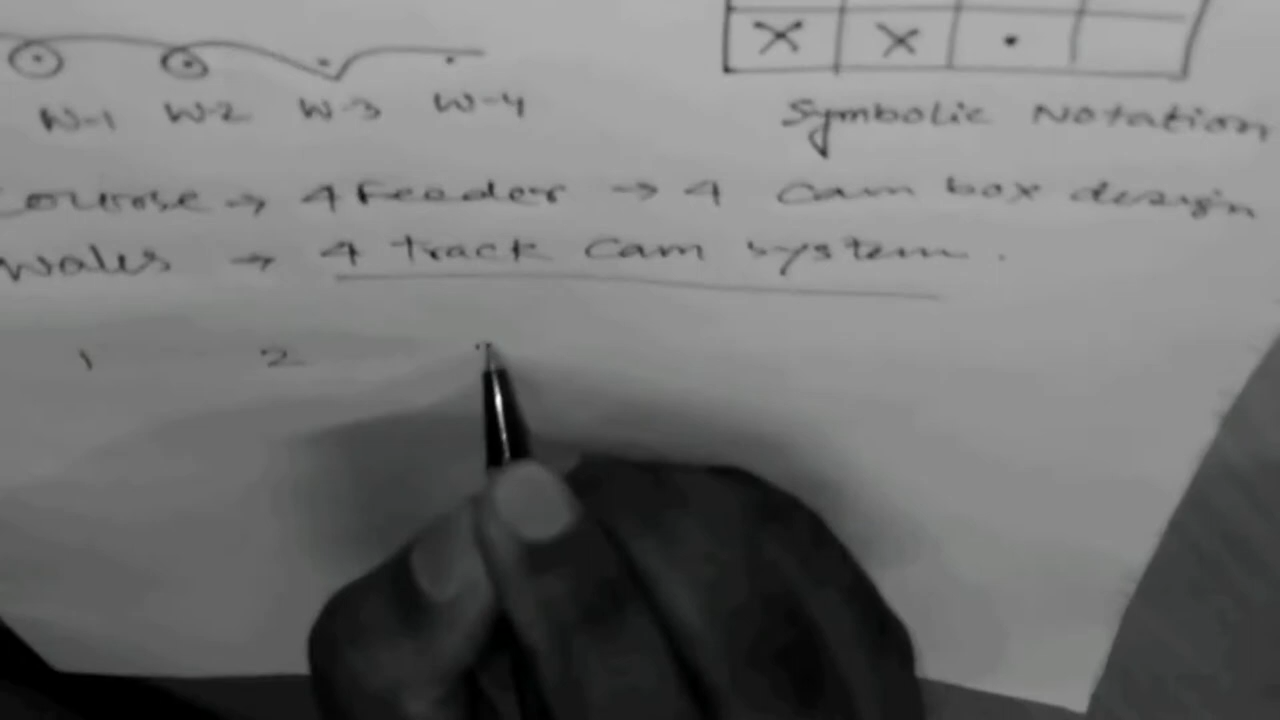 W-1 W-2 W-3 W-4
Symbolic Notation
Course → 4 Feeder → 4 Cam box design
Wales → 4 Track Cam system.
1 2